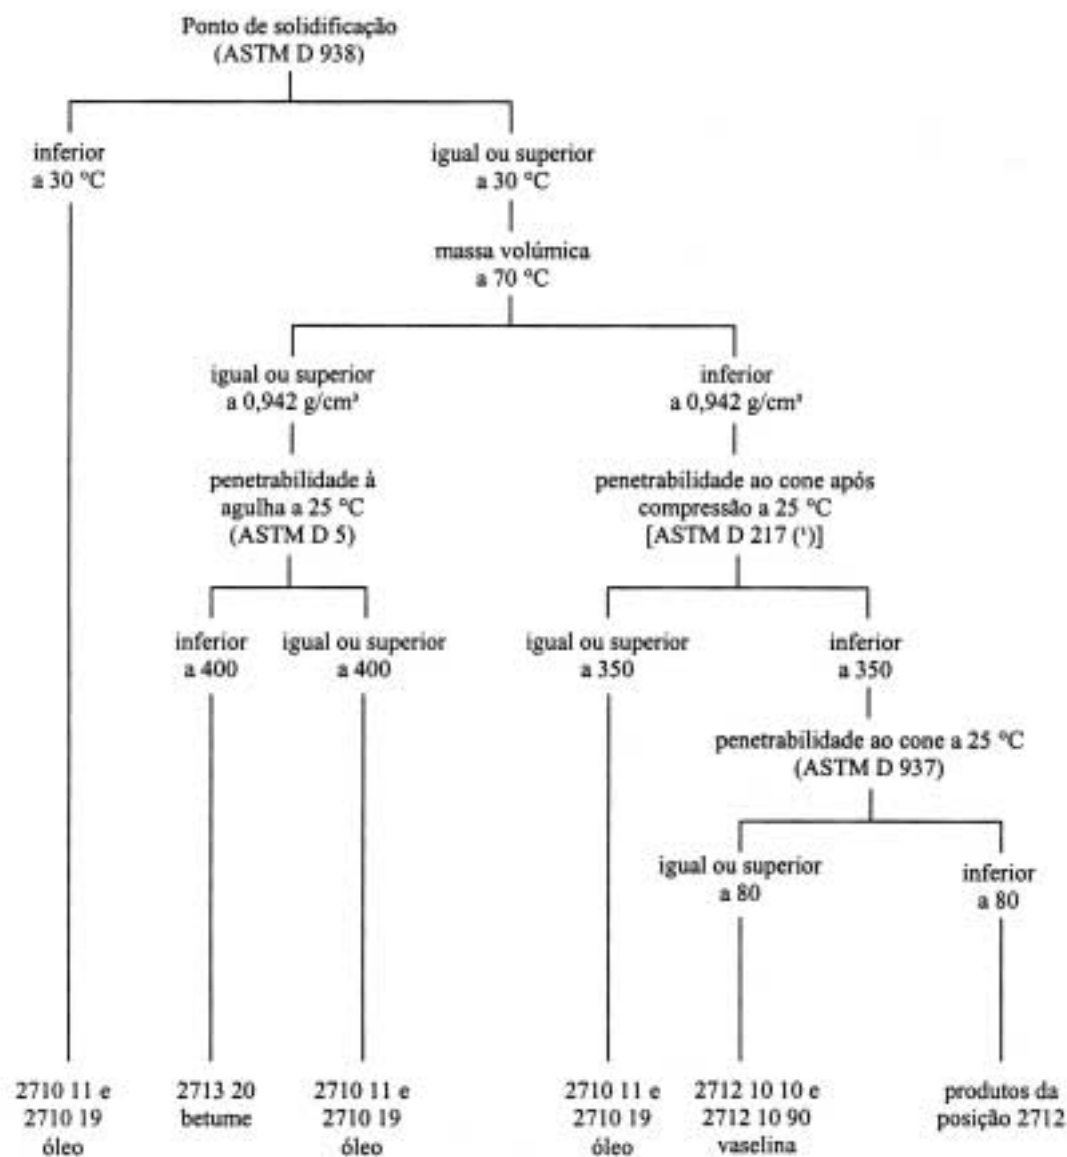 Ponto de solidificação
(ASTM D 938)
inferior
a 30 °C
igual ou superior
a 30 °C
massa volúmica
a 70 °C
igual ou superior
a 0,942 g/cm³
inferior
a 0,942 g/cm³
penetrabilidade à
agulha a 25 °C
(ASTM D 5)
penetrabilidade ao cone após
compressão a 25 °C
[ASTM D 217 (¹)]
inferior
a 400
igual ou superior
a 400
igual ou superior
a 350
inferior
a 350
penetrabilidade ao cone a 25 °C
(ASTM D 937)
igual ou superior
a 80
inferior
a 80
2710 11 e
2710 19
óleo
2713 20
betume
2710 11 e
2710 19
óleo
2710 11 e
2710 19
óleo
2712 10 10 e
2712 10 90
vaselina
produtos da
posição 2712